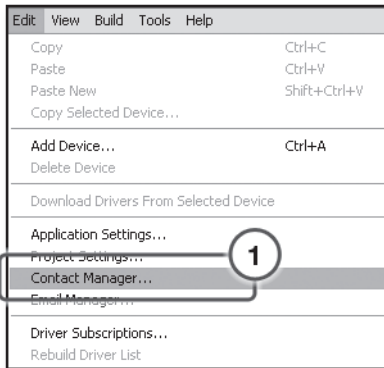 Edit View Build Tools Help
Copy Ctrl+C
Paste Ctrl+V
Paste New Shift+Ctrl+V
Copy Selected Device...
Add Device... Ctrl+A
Delete Device
Download Drivers From Selected Device
Application Settings...
Project Settings...
1
Contact Manager...
Email Manager...
Driver Subscriptions...
Rebuild Driver List